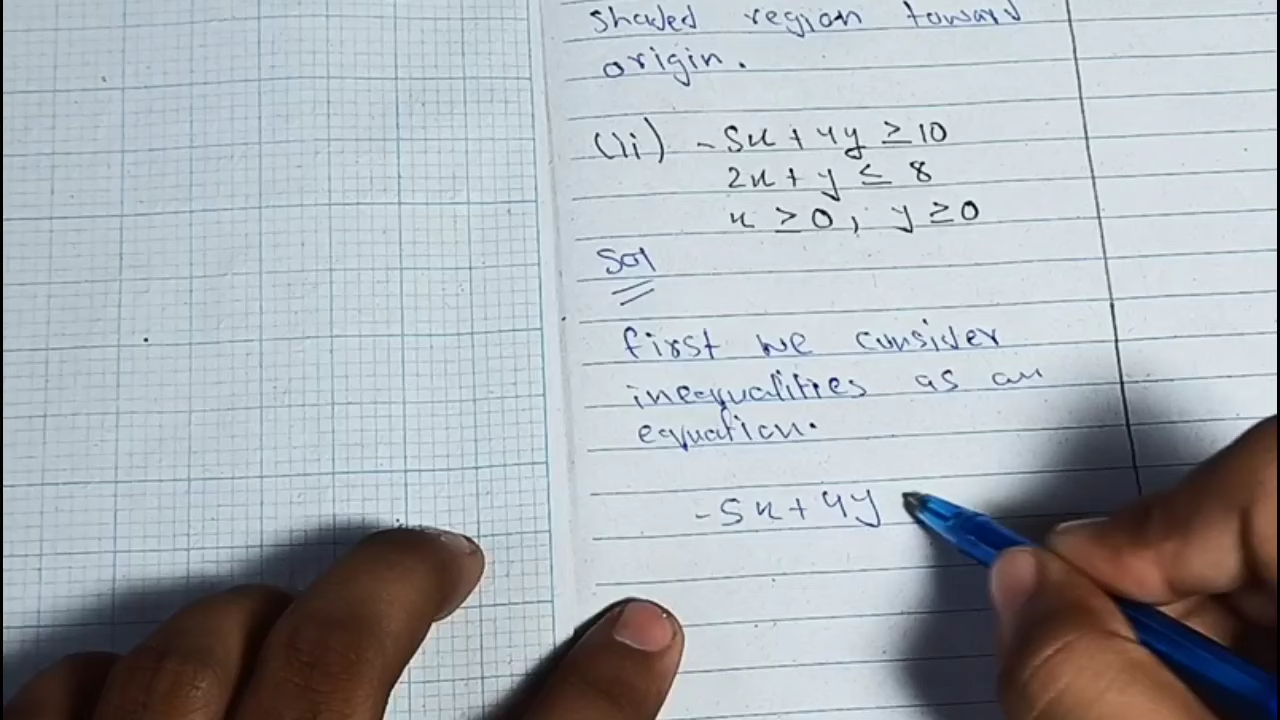 shaded region toward
origin.
(ii) -5x + 4y ≥ 10
2x + y ≤ 8
x ≥ 0, y ≥ 0
Sol
first we consider
inequalities as an
equation.
-5x + 4y